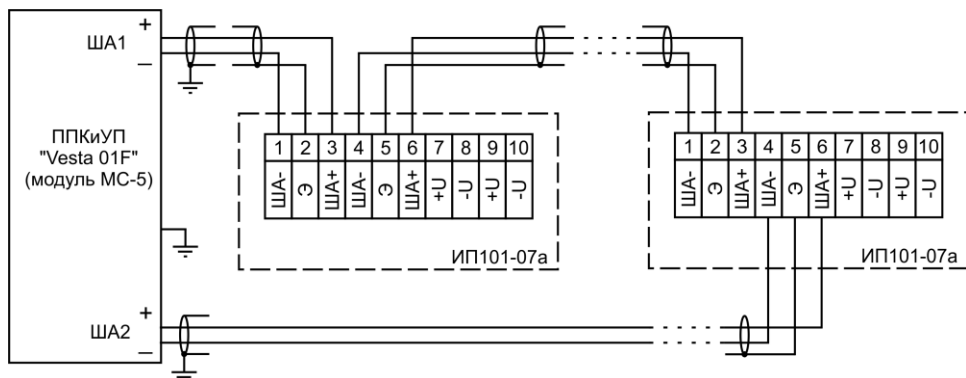 +
ША1
–
ППКиУП
"Vesta 01F"
(модуль МС-5)
+
ША2
–
1 2 3 4 5 6 7 8 9 10
ША- Э ША+ ША- Э ША+ +U -U +U -U
ИП101-07а
1 2 3 4 5 6 7 8 9 10
ША- Э ША+ ША- Э ША+ +U -U +U -U
ИП101-07а